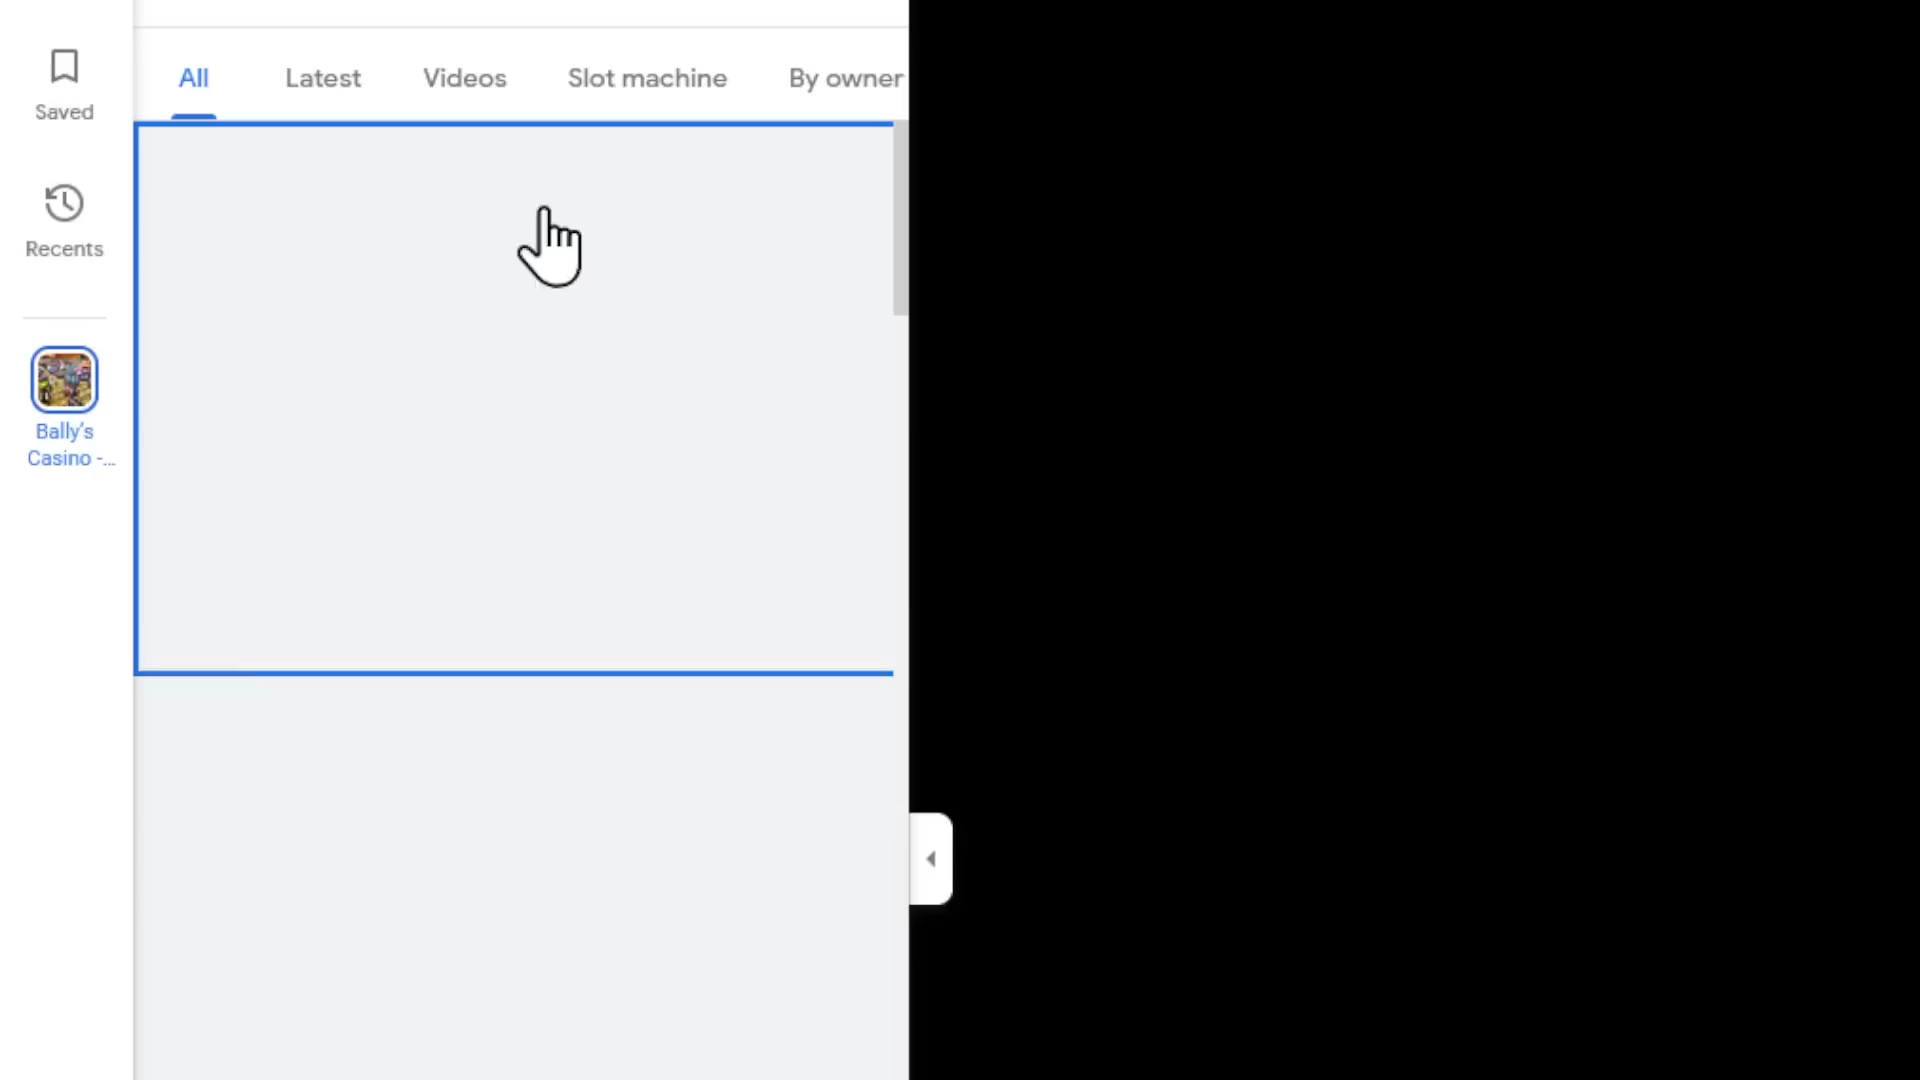 Saved
Recents
Bally's
Casino -...
All Latest Videos Slot machine By owner